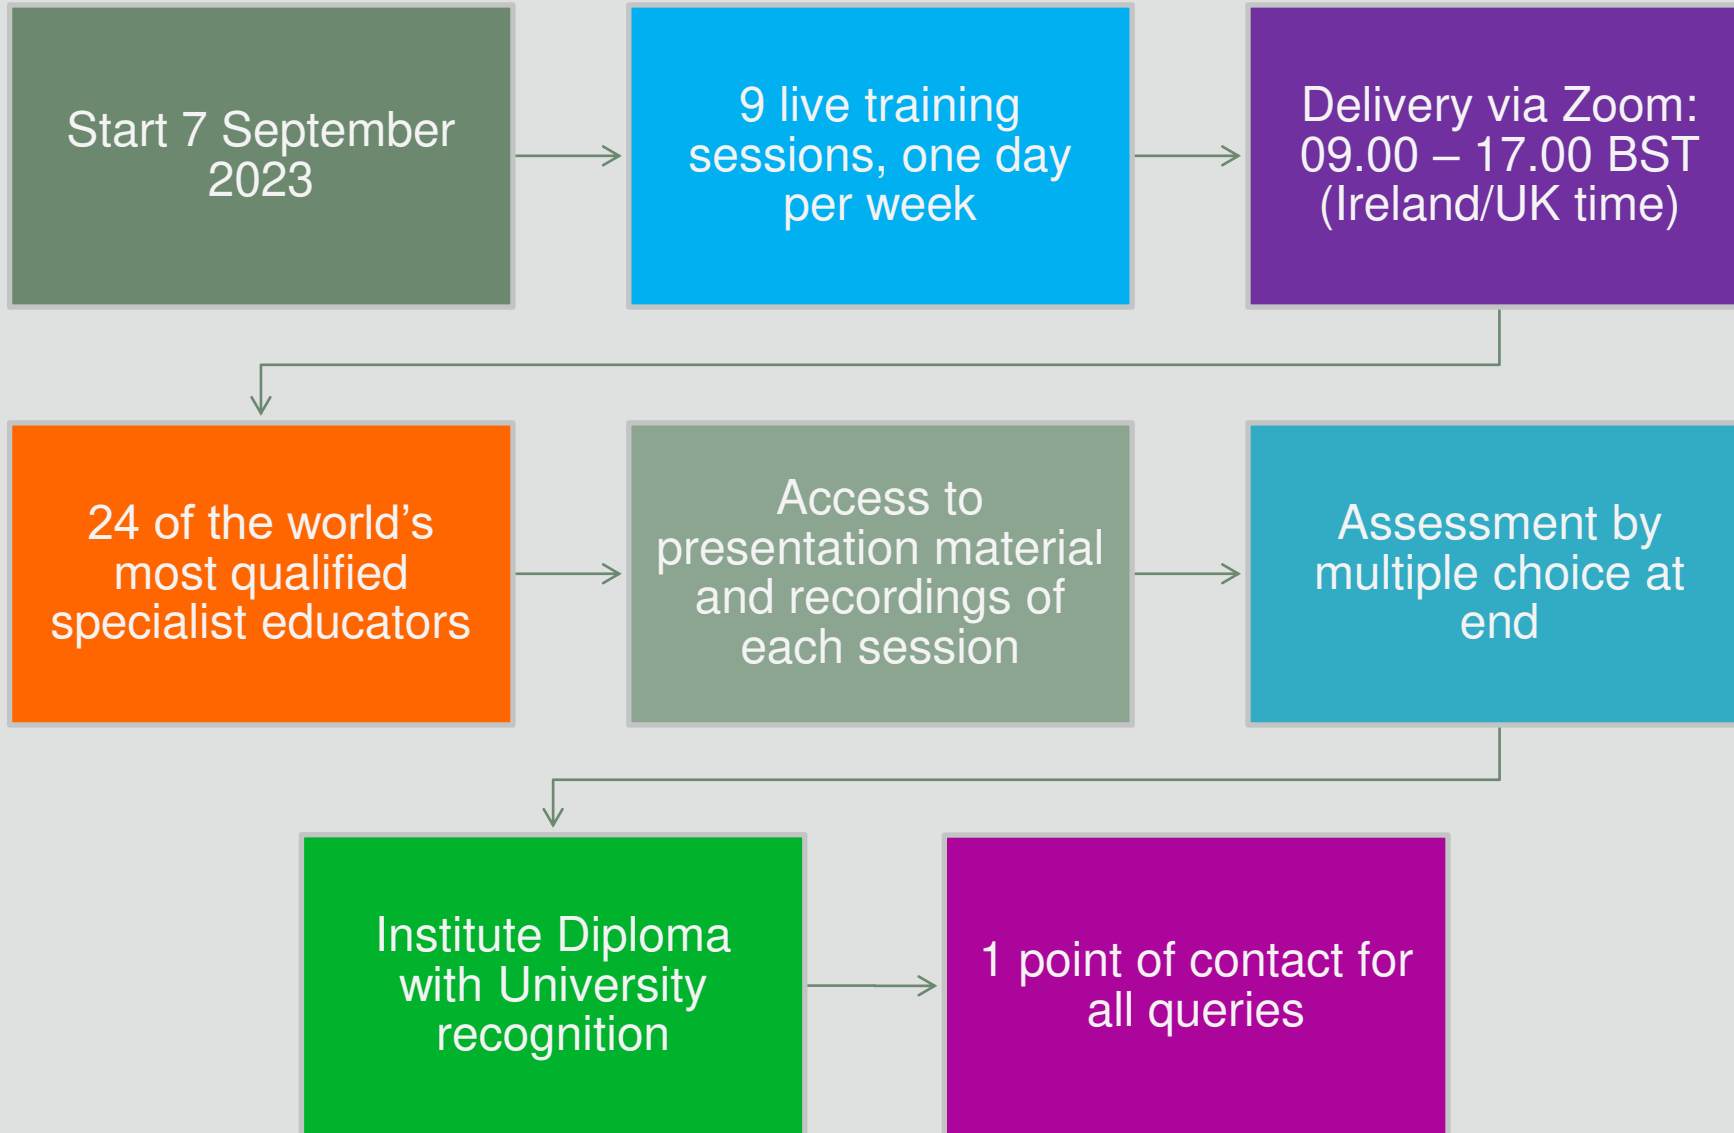 Start 7 September
2023
9 live training
sessions, one day
per week
Delivery via Zoom:
09.00 – 17.00 BST
(Ireland/UK time)
24 of the world’s
most qualified
specialist educators
Access to
presentation material
and recordings of
each session
Assessment by
multiple choice at
end
Institute Diploma
with University
recognition
1 point of contact for
all queries